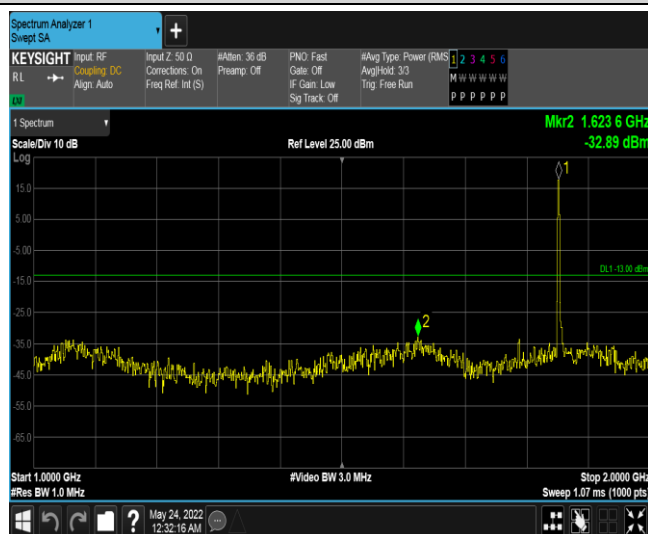 Spectrum Analyzer 1
Swept SA
+
KEYSIGHT Input: RF Input Z: 50 Ω #Atten: 36 dB PNO: Fast #Avg Type: Power (RMS 1 2 3 4 5 6
RL Coupling: DC Corrections: On Preamp: Off Gate: Off Avg|Hold: 3/3 M W W W W W
Align: Auto Freq Ref: Int (S) IF Gain: Low Trig: Free Run P P P P P P
Sig Track: Off
1 Spectrum
Mkr2 1.623 6 GHz
Scale/Div 10 dB Ref Level 25.00 dBm -32.89 dBm
Log
1
15.0
5.00
-5.00
DL1 -13.00 dBm
-15.0
-25.0
2
-35.0
-45.0
-55.0
-65.0
Start 1.0000 GHz #Video BW 3.0 MHz Stop 2.0000 GHz
#Res BW 1.0 MHz Sweep 1.07 ms (1000 pts)
? May 24, 2022
12:32:16 AM